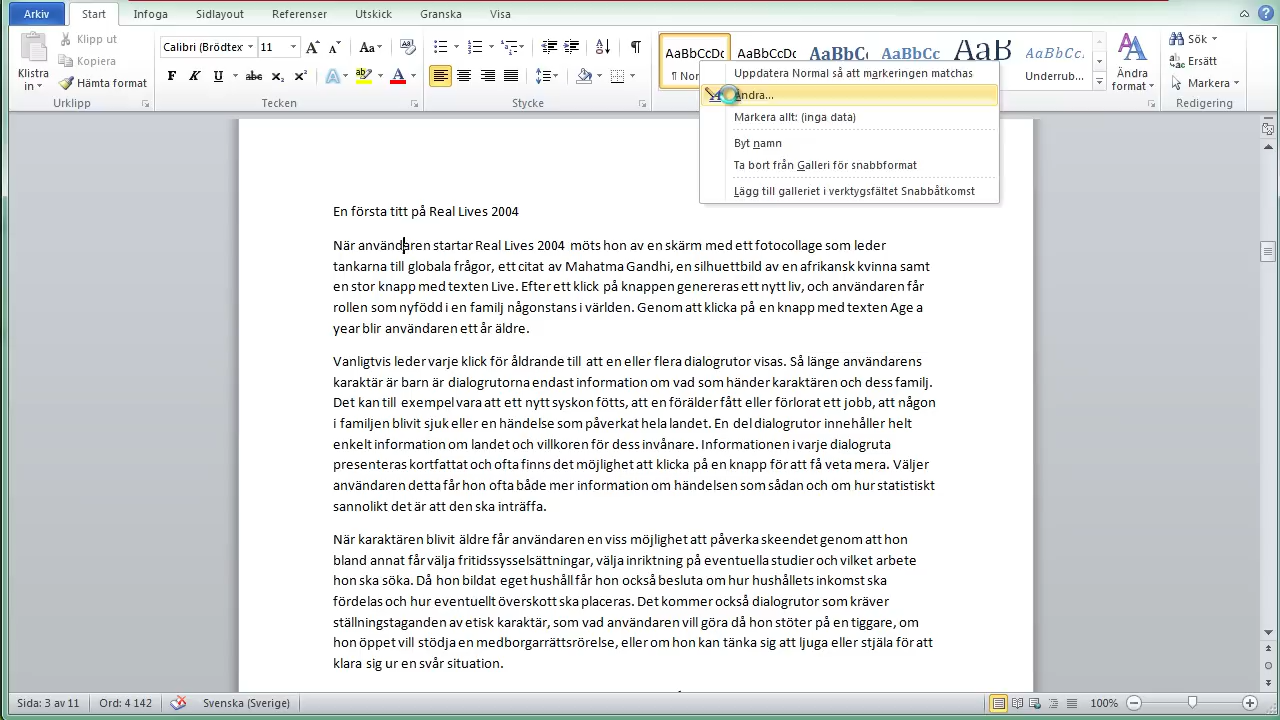 Arkiv Start Infoga Sidlayout Referenser Utskick Granska Visa
Klistra in
Klipp ut
Kopiera
Hämta format
Urklipp
Calibri (Brödtex 11
Tecken
Stycke
AaBbCcDc AaBbCcDc AaBbC AaBbCc AaB AaBbCc.
¶ Nor
Underru...
Ändra format
Sök
Ersätt
Markera
Redigering
Uppdatera Normal så att markeringen matchas
Ändra...
Markera allt: (inga data)
Byt namn
Ta bort från Galleri för snabbformat
Lägg till galleriet i verktygsfältet Snabbåtkomst
En första titt på Real Lives 2004
När användaren startar Real Lives 2004 möts hon av en skärm med ett fotocollage som leder
tankarna till globala frågor, ett citat av Mahatma Gandhi, en silhuettbild av en afrikansk kvinna samt
en stor knapp med texten Live. Efter ett klick på knappen genereras ett nytt liv, och användaren får
rollen som nyfödd i en familj någonstans i världen. Genom att klicka på en knapp med texten Age a
year blir användaren ett år äldre.
Vanligtvis leder varje klick för åldrande till att en eller flera dialogrutor visas. Så länge användarens
karaktär är barn är dialogrutorna endast information om vad som händer karaktären och dess familj.
Det kan till exempel vara att ett nytt syskon fötts, att en förälder fått eller förlorat ett jobb, att någon
i familjen blivit sjuk eller en händelse som påverkat hela landet. En del dialogrutor innehåller helt
enkelt information om landet och villkoren för dess invånare. Informationen i varje dialogruta
presenteras kortfattat och ofta finns det möjlighet att klicka på en knapp för att få veta mera. Väljer
användaren detta får hon ofta både mer information om händelsen som sådan och om hur statistiskt
sannolikt det är att den ska inträffa.
När karaktären blivit äldre får användaren en viss möjlighet att påverka skeendet genom att hon
bland annat får välja fritidssysselsättningar, välja inriktning på eventuella studier och vilket arbete
hon ska söka. Då hon bildat eget hushåll får hon också besluta om hur hushållets inkomst ska
fördelas och hur eventuellt överskott ska placeras. Det kommer också dialogrutor som kräver
ställningstaganden av etisk karaktär, som vad användaren vill göra då hon stöter på en tiggare, om
hon öppet vill stödja en medborgarrättsrörelse, eller om hon kan tänka sig att ljuga eller stjäla för att
klara sig ur en svår situation.
Sida: 3 av 11 Ord: 4 142 Svenska (Sverige) 100%